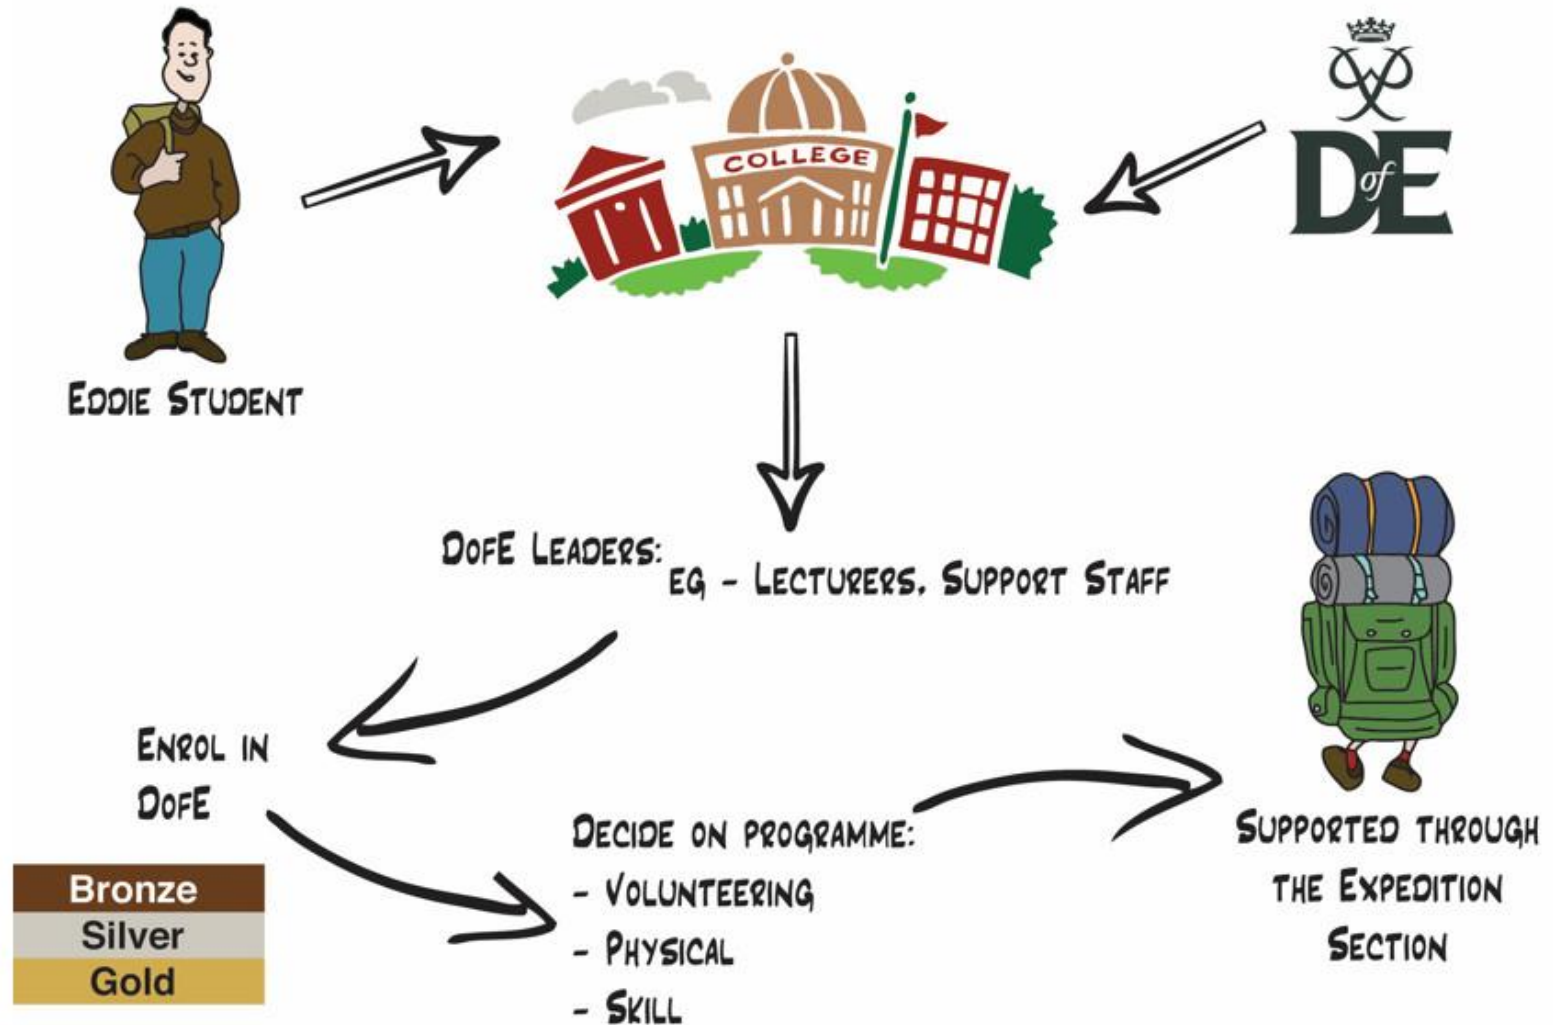 COLLEGE
DofE
EDDIE STUDENT
DOFE LEADERS:
EG - LECTURERS, SUPPORT STAFF
ENROL IN
DOFE
Bronze
Silver
Gold
DECIDE ON PROGRAMME:
- VOLUNTEERING
- PHYSICAL
- SKILL
SUPPORTED THROUGH
THE EXPEDITION
SECTION